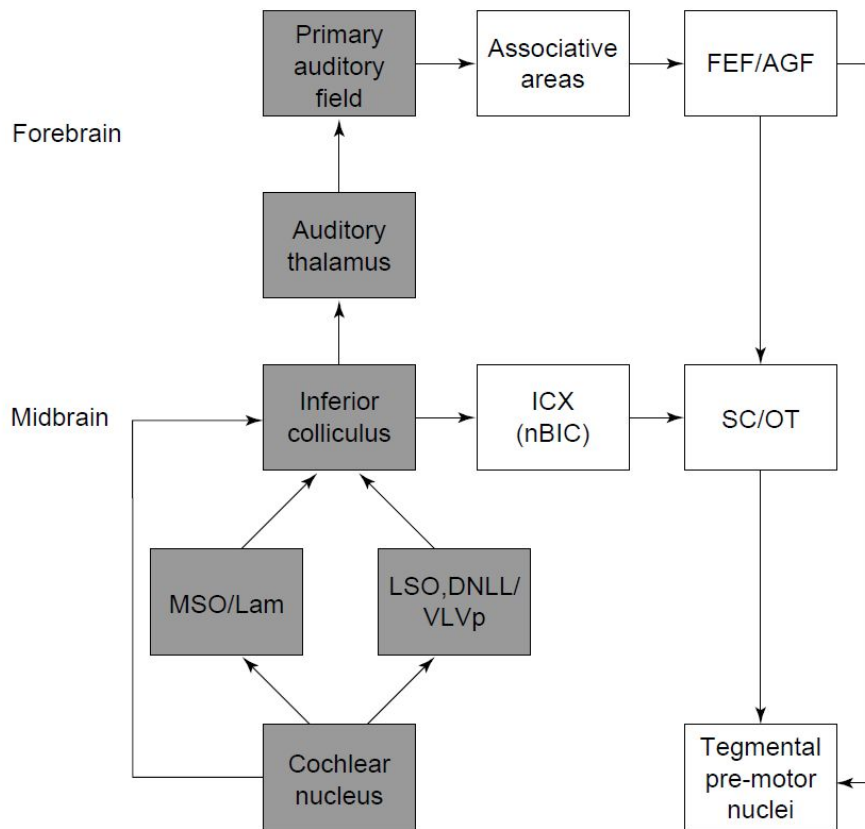 Primary
auditory
field
Associative
areas
FEF/AGF
Forebrain
Auditory
thalamus
Midbrain
Inferior
colliculus
ICX
(nBIC)
SC/OT
MSO/Lam
LSO,DNLL/
VLVp
Cochlear
nucleus
Tegmental
pre-motor
nuclei